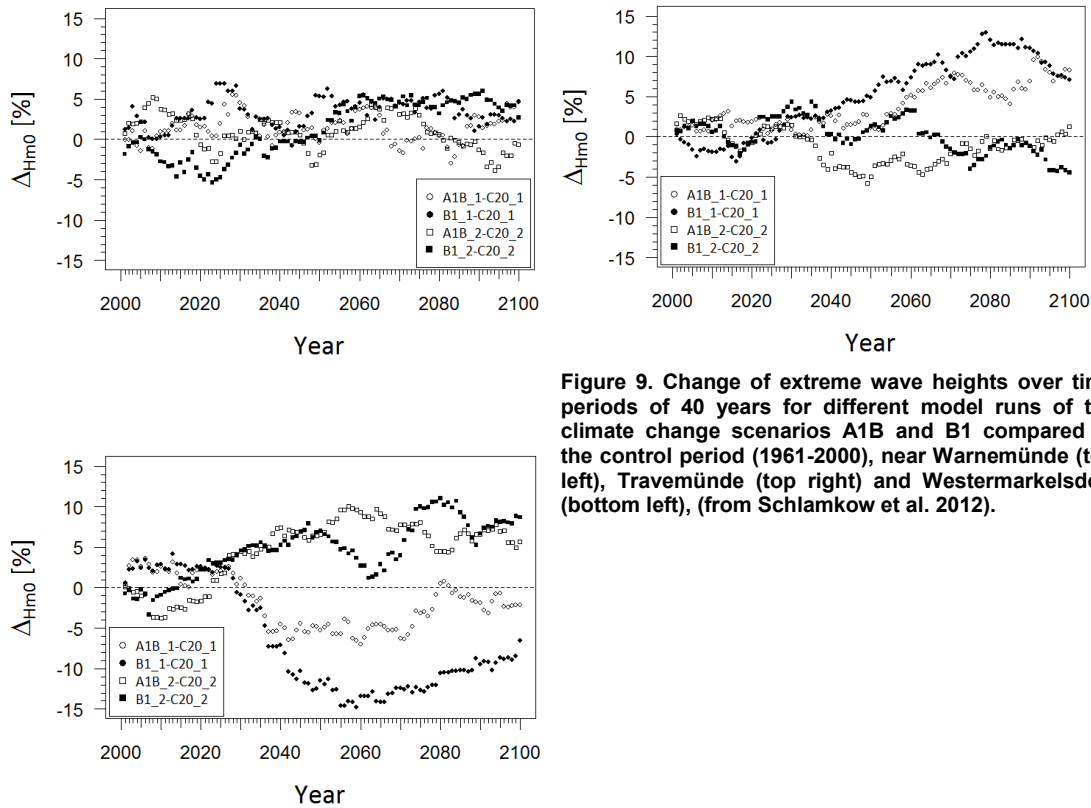 15
10
5
0
-5
-10
-15
ΔHm0 [%]
A1B_1-C20_1
B1_1-C20_1
A1B_2-C20_2
B1_2-C20_2
2000 2020 2040 2060 2080 2100
Year
15
10
5
0
-5
-10
-15
ΔHm0 [%]
A1B_1-C20_1
B1_1-C20_1
A1B_2-C20_2
B1_2-C20_2
2000 2020 2040 2060 2080 2100
Year
Figure 9. Change of extreme wave heights over
periods of 40 years for different model runs of
climate change scenarios A1B and B1 compared
the control period (1961-2000), near Warnemünde
left), Travemünde (top right) and
(bottom left), (from Schlamkow et al. 2012).
15
10
5
0
-5
-10
-15
ΔHm0 [%]
A1B_1-C20_1
B1_1-C20_1
A1B_2-C20_2
B1_2-C20_2
2000 2020 2040 2060 2080 2100
Year